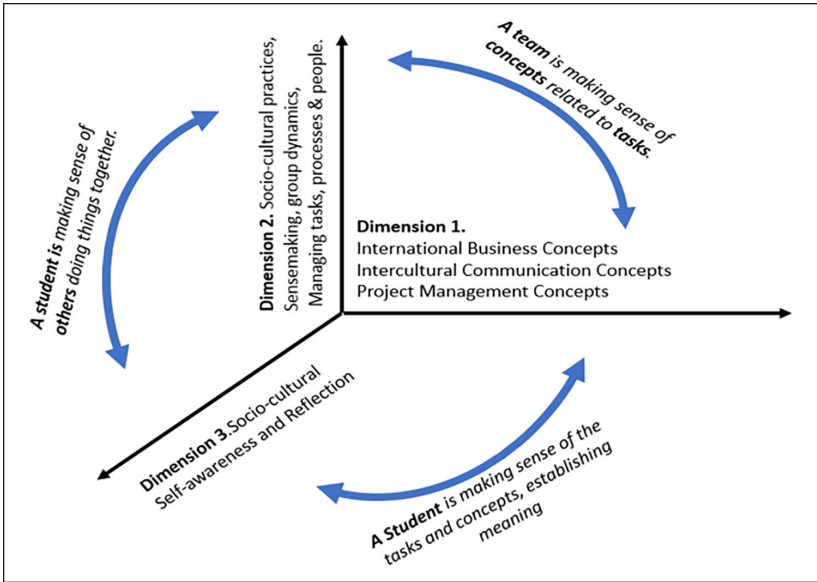 A team is making sense of
concepts related to tasks.
A student is making sense of
others doing things together.
Dimension 2. Socio-cultural practices,
Sensemaking, group dynamics,
Managing tasks, processes & people.
Dimension 1.
International Business Concepts
Intercultural Communication Concepts
Project Management Concepts
Dimension 3.Socio-cultural
Self-awareness and Reflection
A Student is making sense of the
tasks and concepts, establishing
meaning